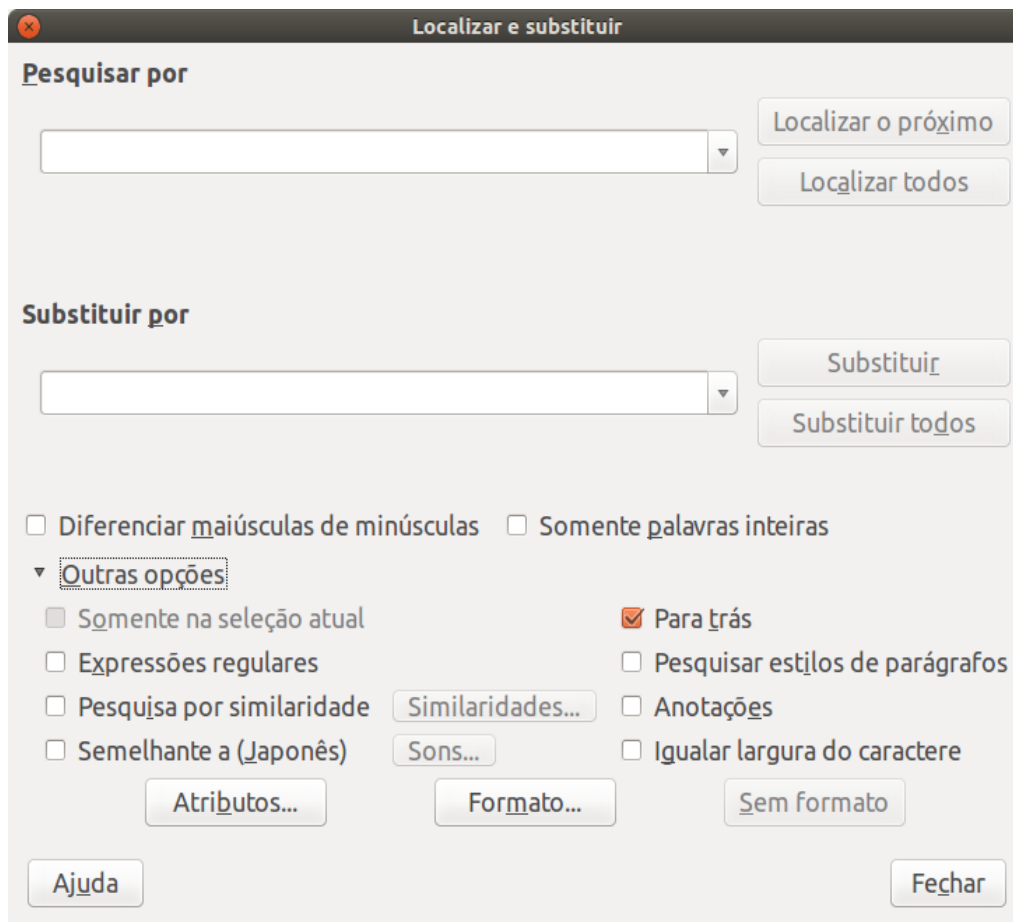 Localizar e substituir
Pesquisar por
Localizar o próximo
Localizar todos
Substituir por
Substituir
Substituir todos
Diferenciar maiúsculas de minúsculas Somente palavras inteiras
Outras opções
Somente na seleção atual Para trás
Expressões regulares Pesquisar estilos de parágrafos
Pesquisa por similaridade Similaridades... Anotações
Semelhante a (Japonês) Sons... Igualar largura do caractere
Atributos... Formato... Sem formato
Ajuda Fechar